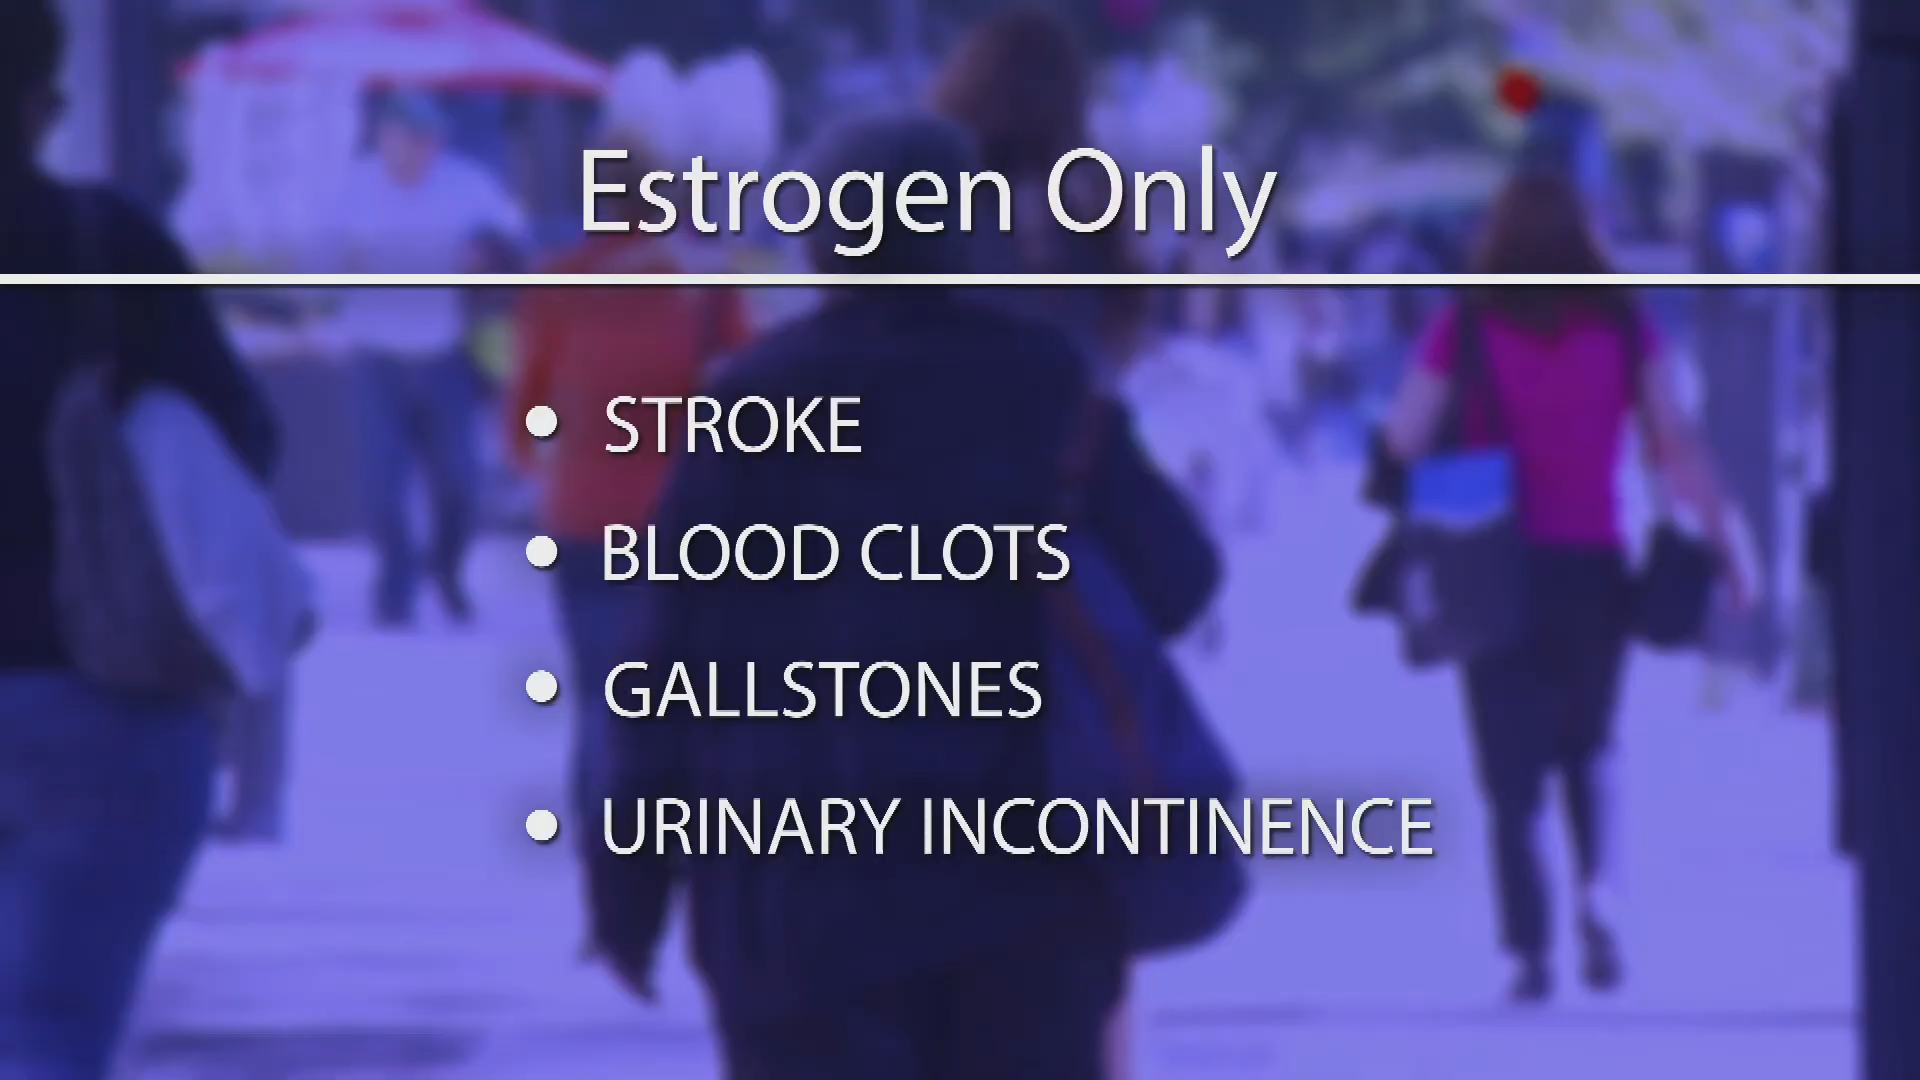 Estrogen Only
• STROKE
• BLOOD CLOTS
• GALLSTONES
• URINARY INCONTINENCE